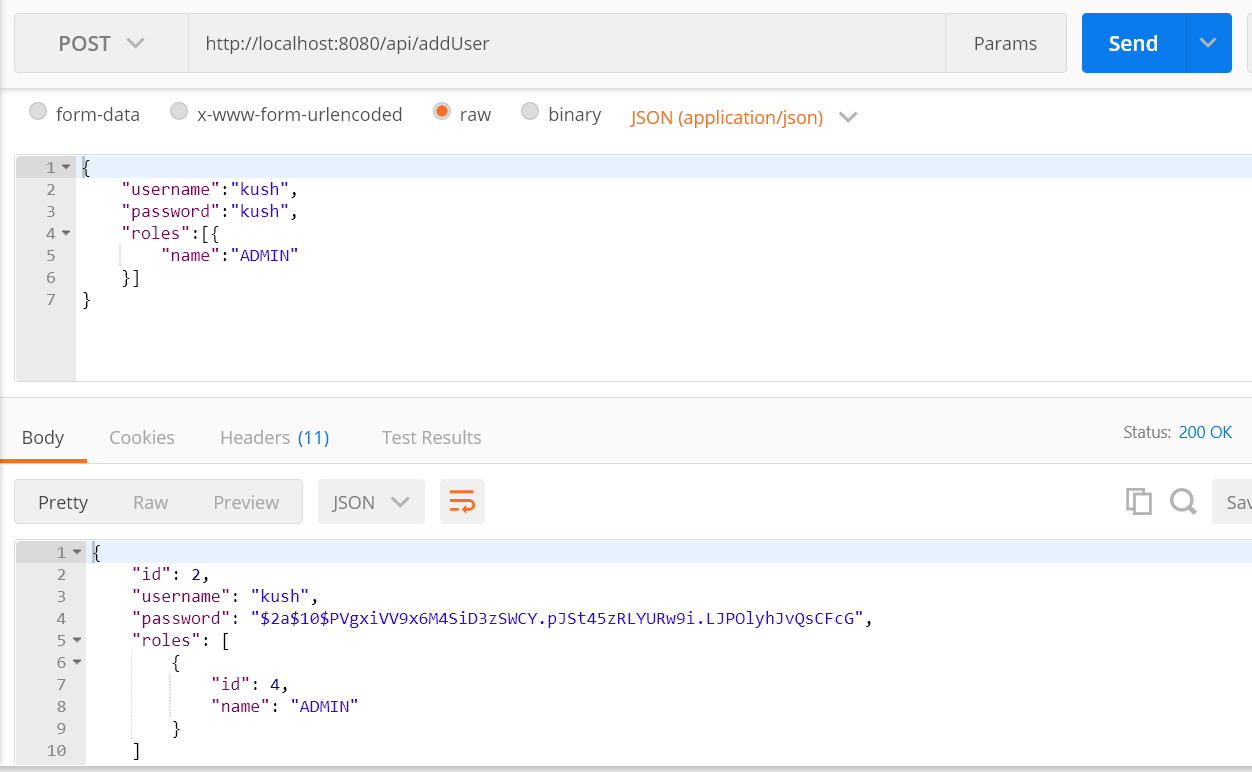 POST http://localhost:8080/api/addUser Params Send
form-data x-www-form-urlencoded raw binary JSON (application/json)
1 {
2 "username":"kush",
3 "password":"kush",
4 "roles":[{
5 "name":"ADMIN"
6 }]
7 }
Body Cookies Headers (11) Test Results Status: 200 OK
Pretty Raw Preview JSON Sav
1 {
2 "id": 2,
3 "username": "kush",
4 "password": "$2a$10$PVgxiVV9x6M4SiD3zSWCY.pJSt45zRLYURw9i.LJPOlyhJvQsCFcG",
5 "roles": [
6 {
7 "id": 4,
8 "name": "ADMIN"
9 }
10 ]